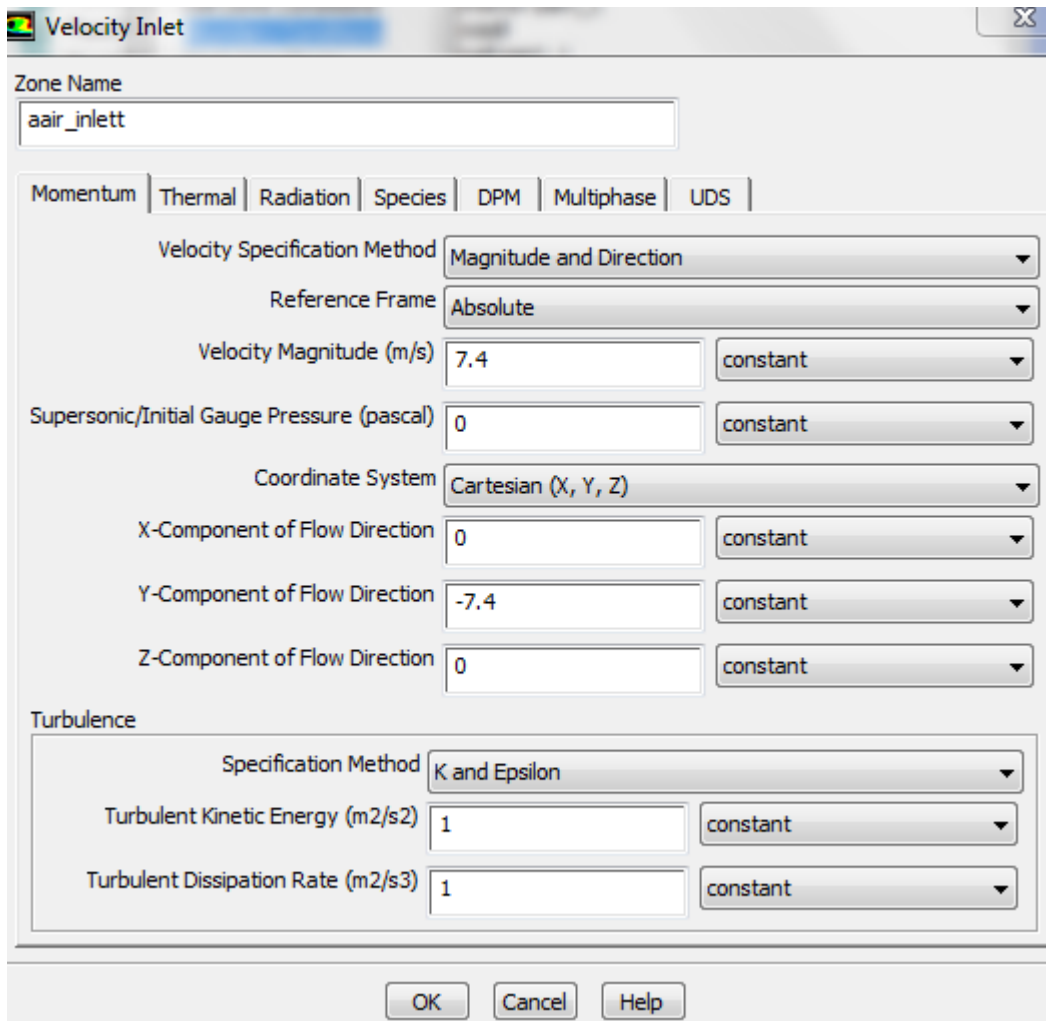 Velocity Inlet
Zone Name
aair_inlett
Momentum Thermal Radiation Species DPM Multiphase UDS
Velocity Specification Method Magnitude and Direction
Reference Frame Absolute
Velocity Magnitude (m/s) 7.4 constant
Supersonic/Initial Gauge Pressure (pascal) 0 constant
Coordinate System Cartesian (X, Y, Z)
X-Component of Flow Direction 0 constant
Y-Component of Flow Direction -7.4 constant
Z-Component of Flow Direction 0 constant
Turbulence
Specification Method K and Epsilon
Turbulent Kinetic Energy (m2/s2) 1 constant
Turbulent Dissipation Rate (m2/s3) 1 constant
OK Cancel Help